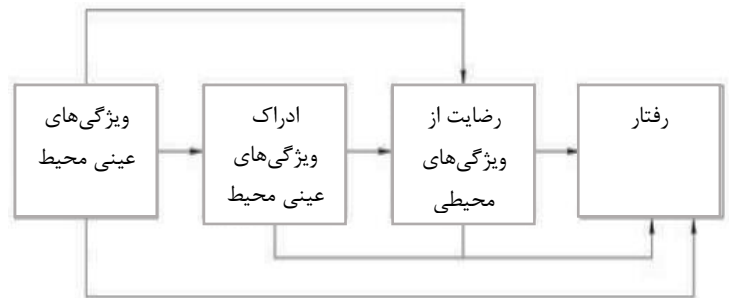 ویژگی‌های
عینی محیط
ادراک
ویژگی‌های
عینی محیط
رضایت از
ویژگی‌های
محیطی
رفتار